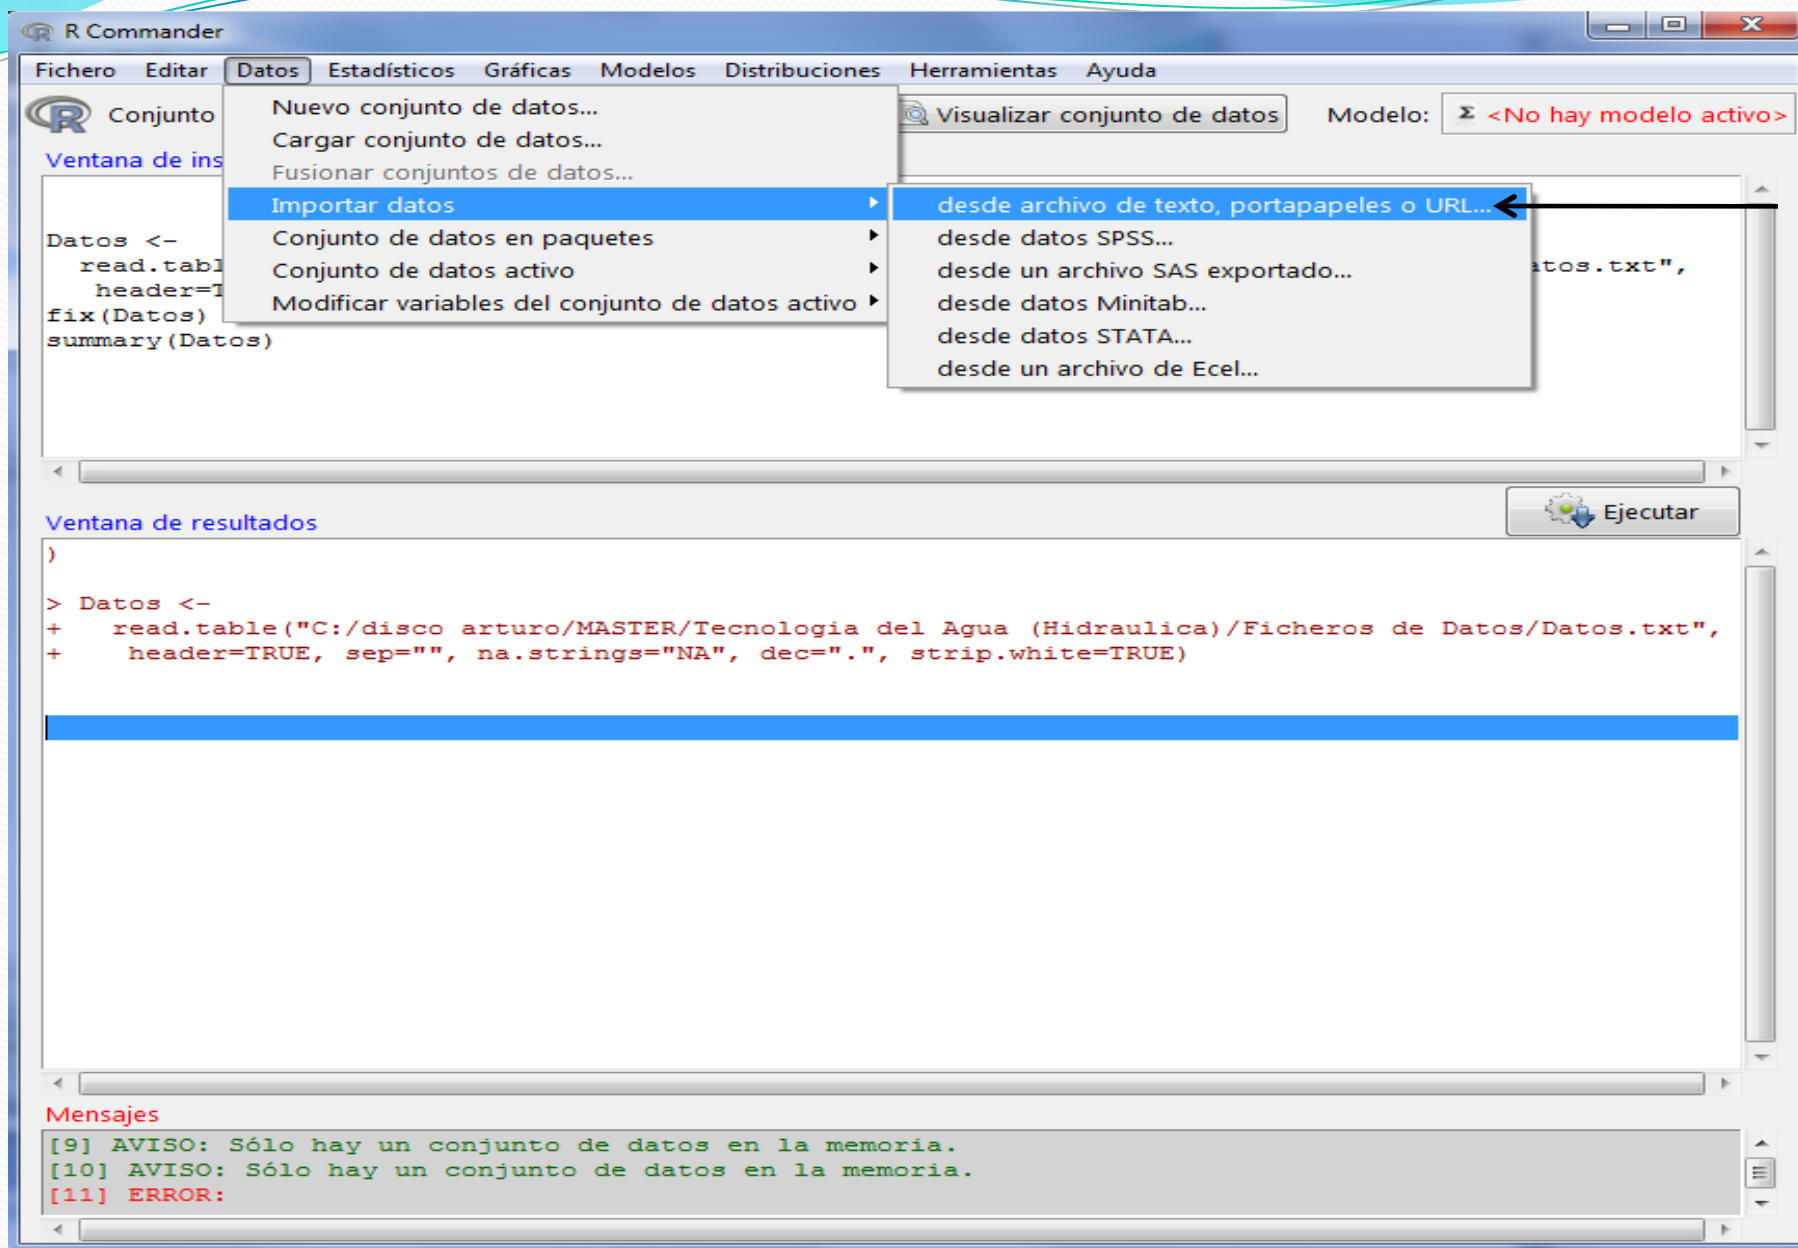 R Commander
Fichero Editar Datos Estadísticos Gráficas Modelos Distribuciones Herramientas Ayuda
Conjunto
Visualizar conjunto de datos
Modelo:
Σ <No hay modelo activo>
Nuevo conjunto de datos...
Cargar conjunto de datos...
Fusionar conjuntos de datos...
Importar datos
Conjunto de datos en paquetes
Conjunto de datos activo
Modificar variables del conjunto de datos activo
desde archivo de texto, portapapeles o URL...
desde datos SPSS...
desde un archivo SAS exportado...
desde datos Minitab...
desde datos STATA...
desde un archivo de Ecel...
Ventana de ins
Datos <-
read.tabl
atos.txt",
header=T
fix(Datos)
summary(Datos)
Ejecutar
Ventana de resultados
)
> Datos <-
+ read.table("C:/disco arturo/MASTER/Tecnologia del Agua (Hidraulica)/Ficheros de Datos/Datos.txt",
+ header=TRUE, sep="", na.strings="NA", dec=".", strip.white=TRUE)
Mensajes
[9] AVISO: Sólo hay un conjunto de datos en la memoria.
[10] AVISO: Sólo hay un conjunto de datos en la memoria.
[11] ERROR: